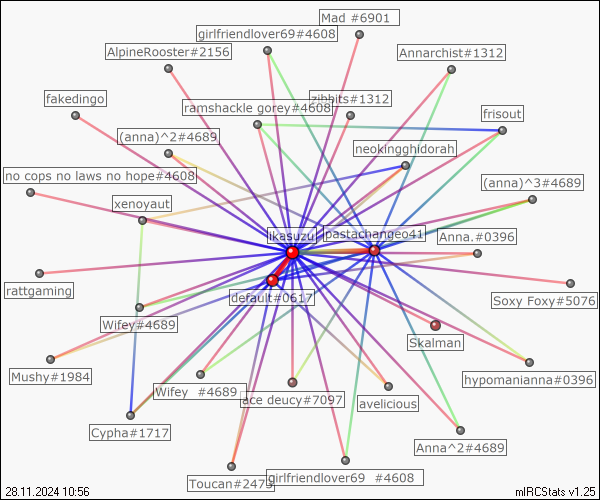 Mad #6901
girlfriendlover69#4608
AlpineRooster#2156
Annarchist#1312
fakedingo
zibbits#1312
ramshackle gorey#4608
frisout
(anna)^2#4689
neokingghidorah
no cops no laws no hope#4608
(anna)^3#4689
xenoyaut
ikasuzu
pastachangeo41
Anna.#0396
rattgaming
default#0617
Soxy Foxy#5076
Wifey#4689
Skalman
Mushy#1984
hypomanianna#0396
Wifey #4689
ace deucy#7097
avelicious
Cypha#1717
Anna^2#4689
Toucan#2473
girlfriendlover69 #4608
28.11.2024 10:56
mIRCStats v1.25